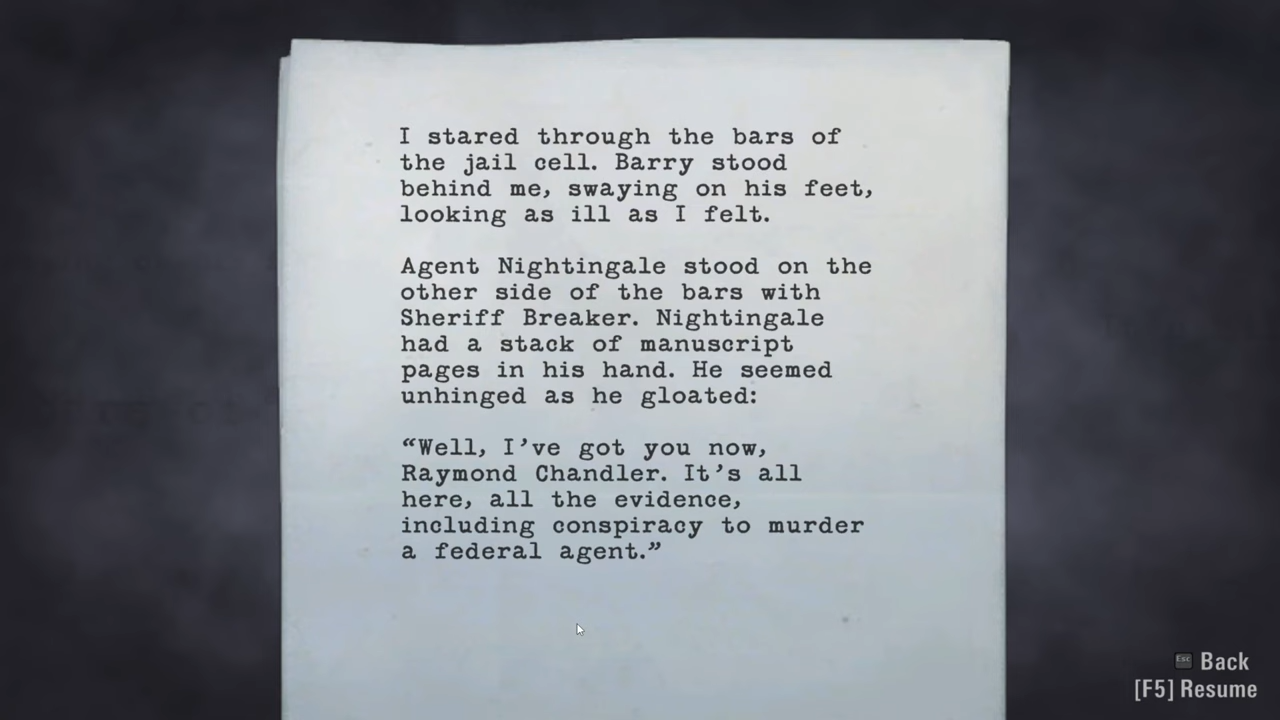 I stared through the bars of
the jail cell. Barry stood
behind me, swaying on his feet,
looking as ill as I felt.
Agent Nightingale stood on the
other side of the bars with
Sheriff Breaker. Nightingale
had a stack of manuscript
pages in his hand. He seemed
unhinged as he gloated:
“Well, I’ve got you now,
Raymond Chandler. It’s all
here, all the evidence,
including conspiracy to murder
a federal agent.”
Esc Back
[F5] Resume